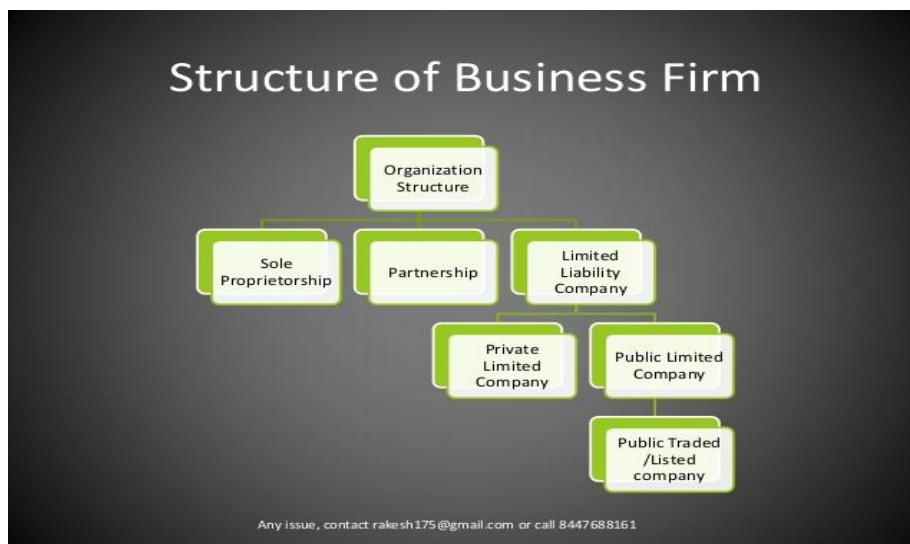 Structure of Business Firm
Organization
Structure
Sole
Proprietorship
Partnership
Limited
Liability
Company
Private
Limited
Company
Public Limited
Company
Public Traded
/Listed
company
Any issue, contact rakesh175@gmail.com or call 8447688161